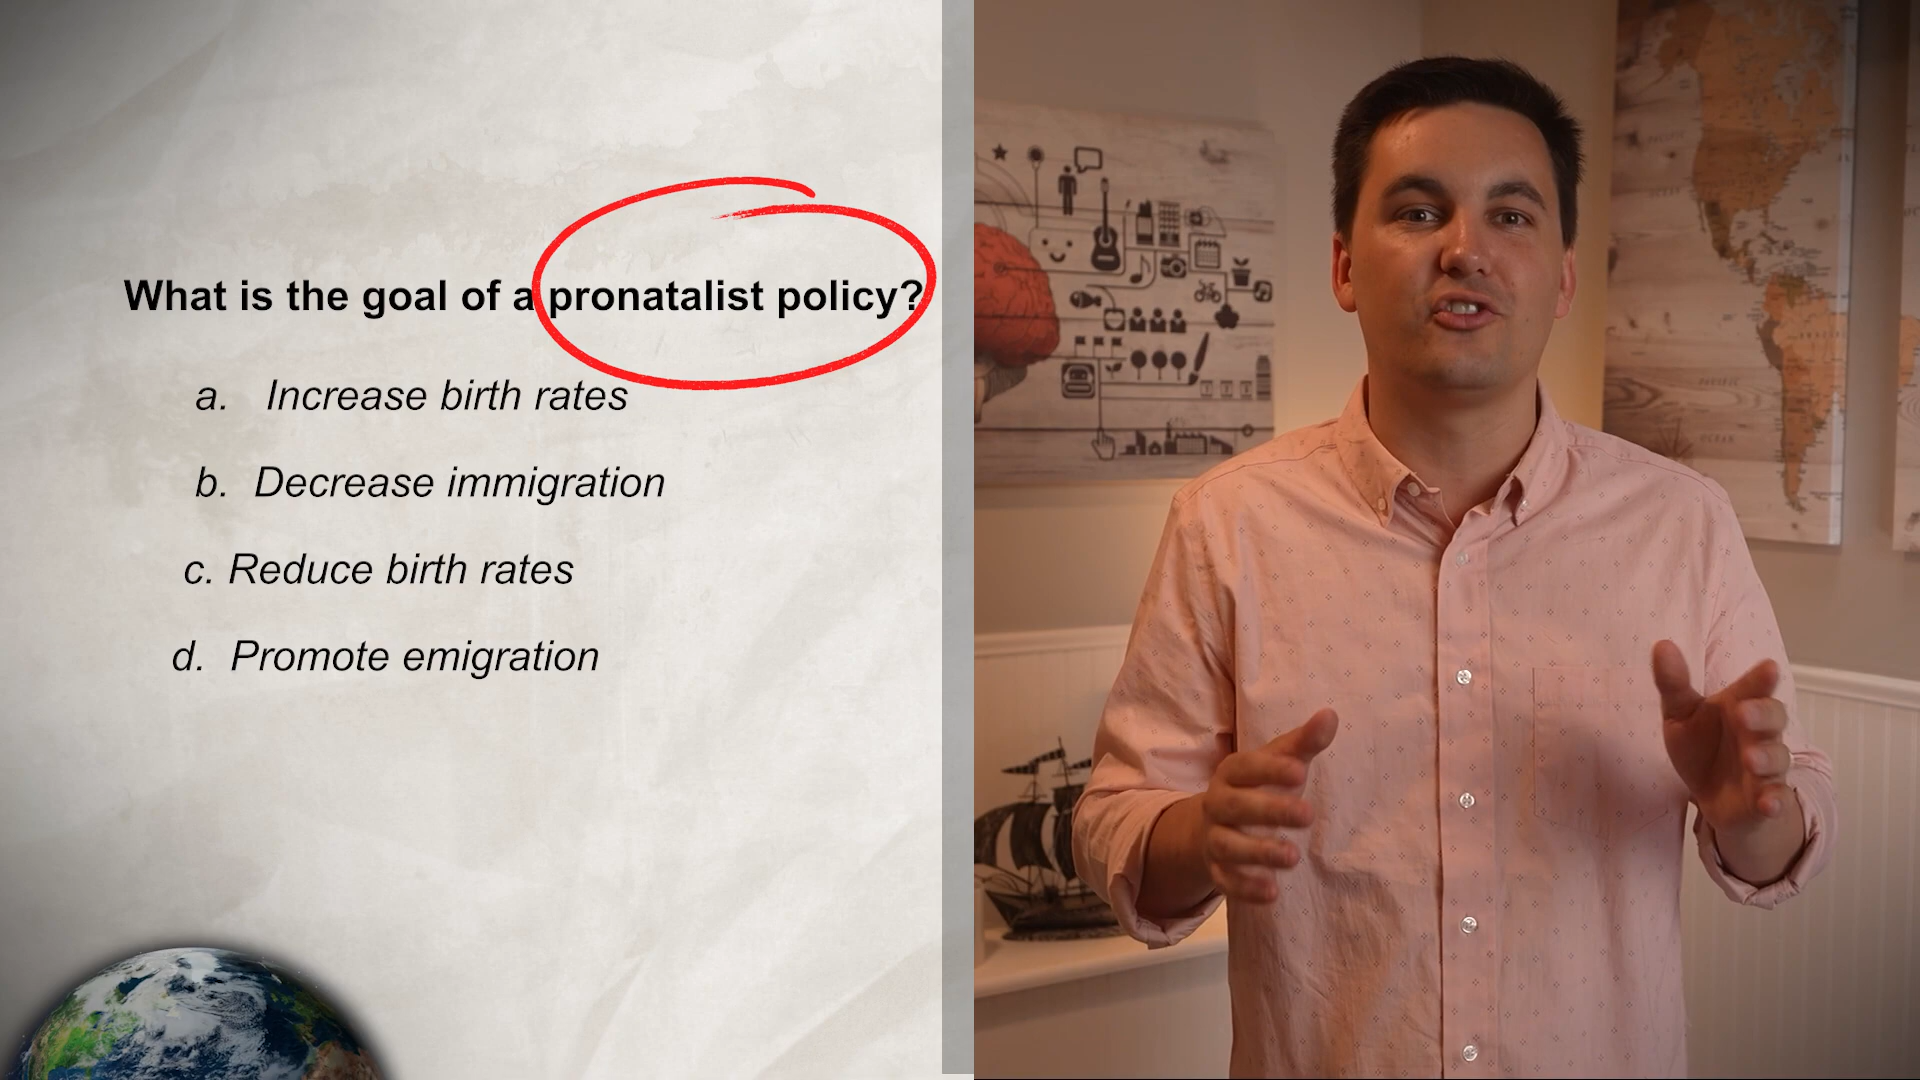 What is the goal of a pronatalist policy?
a. Increase birth rates
b. Decrease immigration
c. Reduce birth rates
d. Promote emigration